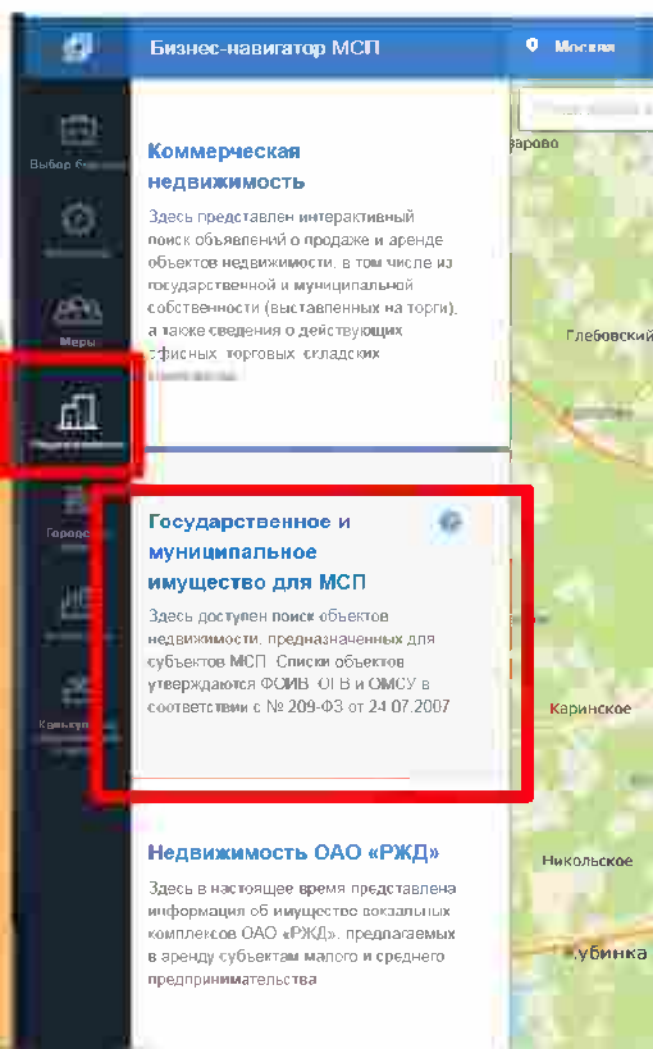 Бизнес-навигатор МСП
Москва
Выбор
Меры
Коммерческая
недвижимость
Здесь представлен интерактивный
поиск объявлений о продаже и аренде
объектов недвижимости, в том числе из
государственной и муниципальной
собственности (выставленных на торги),
а также сведения о действующих
офисных торговых складских
Государственное и
муниципальное
имущество для МСП
Здесь доступен поиск объектов
недвижимости, предназначенных для
субъектов МСП Списки объектов
утверждаются ФОИВ ОГВ и ОМСУ в
соответствии с № 209-ФЗ от 24.07.2007
Недвижимость ОАО «РЖД»
Здесь в настоящее время представлена
информация об имуществе вокзальных
комплексов ОАО «РЖД», предлагаемых
в аренду субъектам малого и среднего
предпринимательства
Глебовский
Каринское
Никольское
убинка